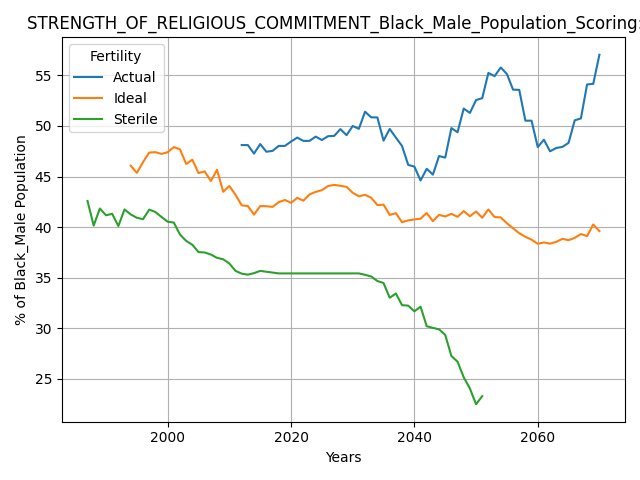 STRENGTH_OF_RELIGIOUS_COMMITMENT_Black_Male_Population_Scoring:
Fertility
Actual
Ideal
Sterile
% of Black_Male Population
55
50
45
40
35
30
25
2000
2020
2040
2060
Years